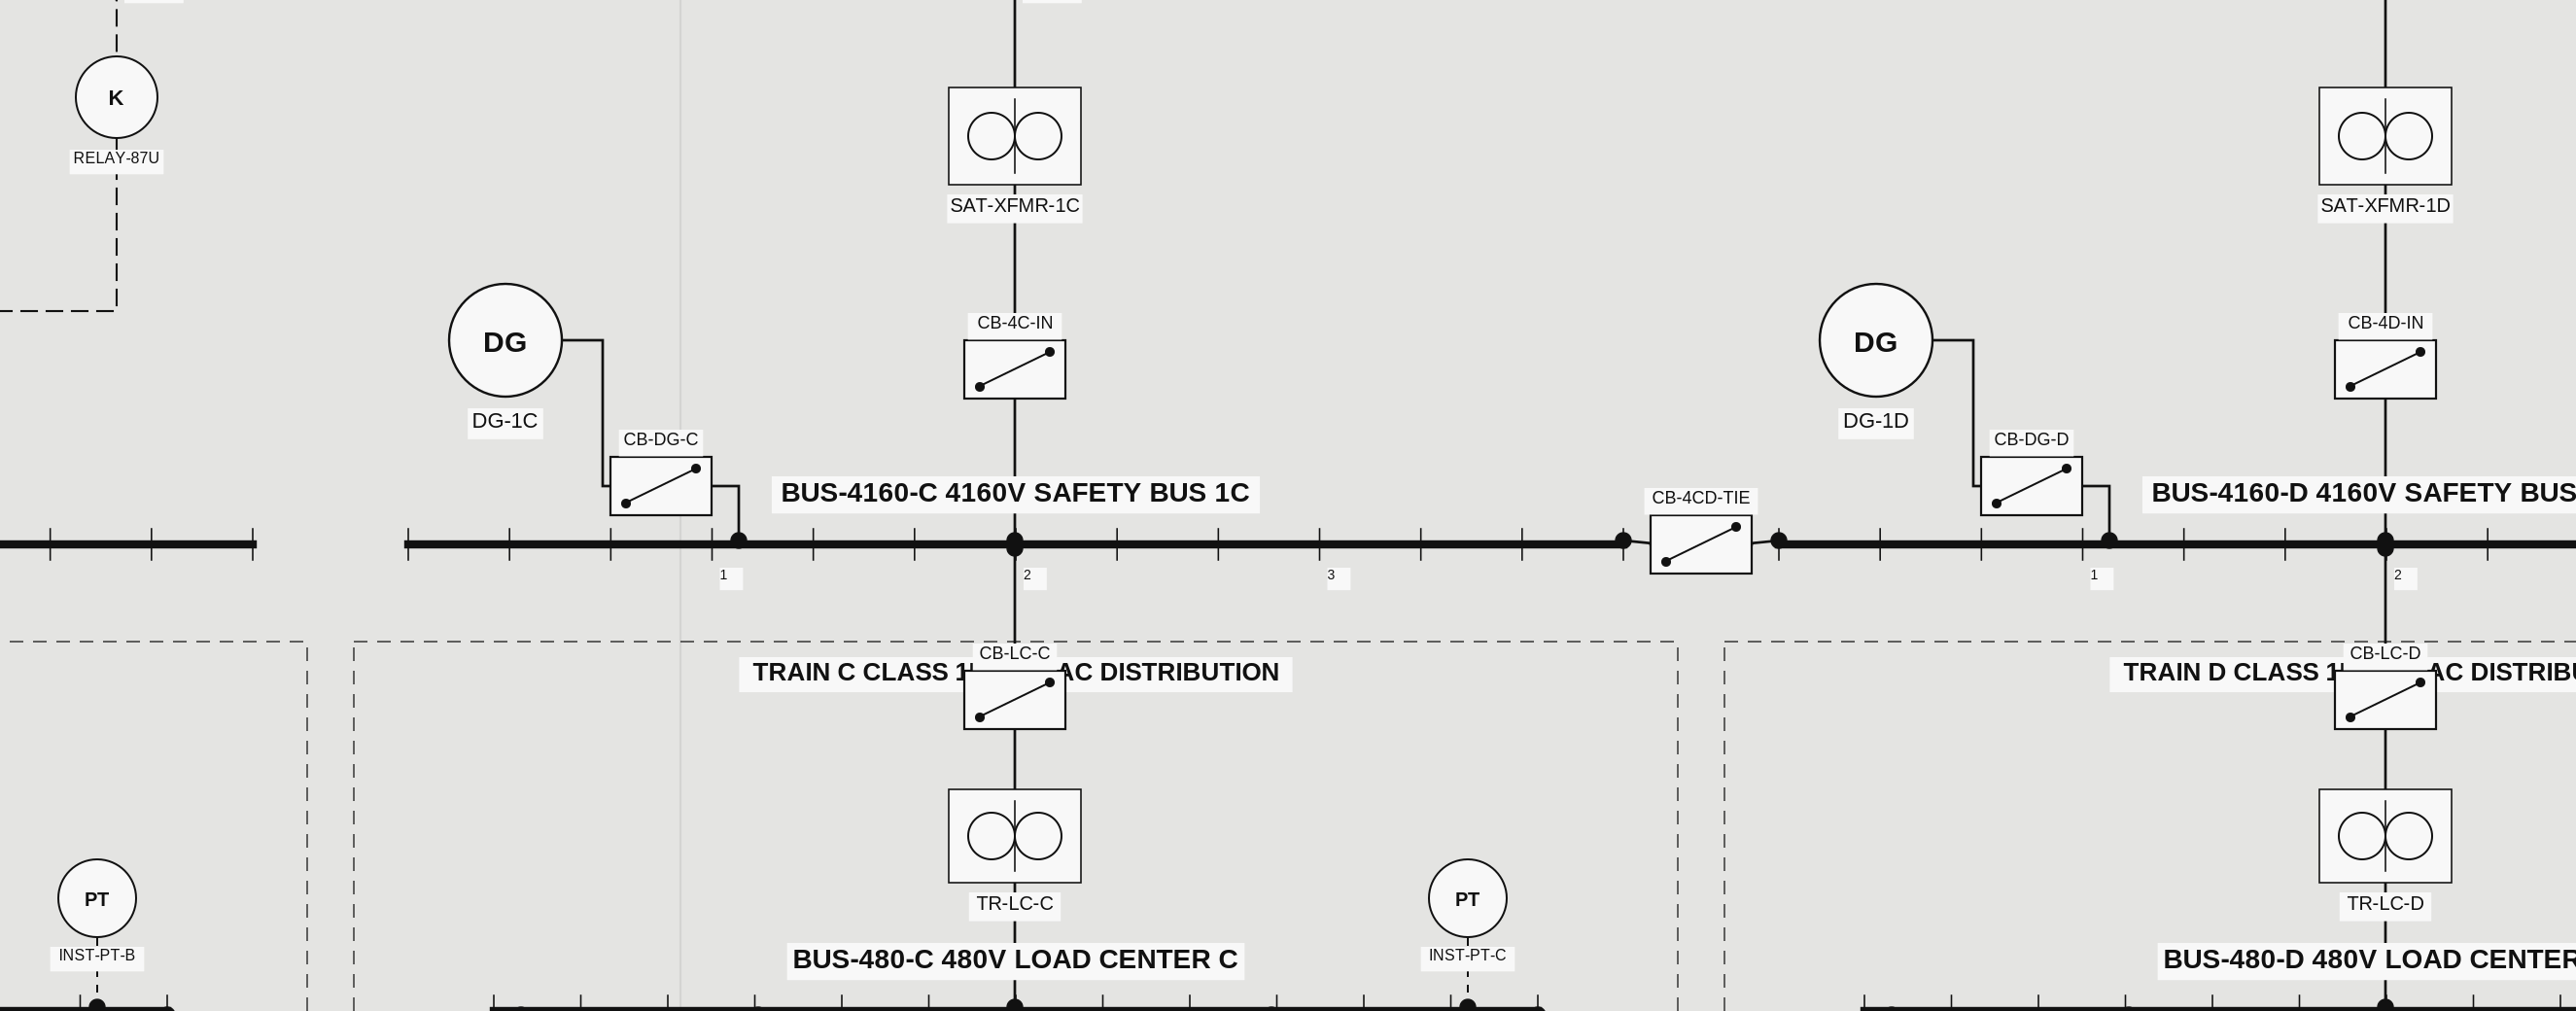 K
RELAY-87U
SAT-XFMR-1C
SAT-XFMR-1D
DG
DG-1C
CB-4C-IN
DG
DG-1D
CB-4D-IN
CB-DG-C
CB-DG-D
BUS-4160-C 4160V SAFETY BUS 1C
CB-4CD-TIE
BUS-4160-D 4160V SAFETY BUS
1
2
3
1
2
CB-LC-C
TRAIN C CLASS AC DISTRIBUTION
CB-LC-D
TRAIN D CLASS AC
TR-LC-C
TR-LC-D
PT
INST-PT-B
PT
INST-PT-C
BUS-480-C 480V LOAD CENTER C
BUS-480-D 480V LOAD CENTER